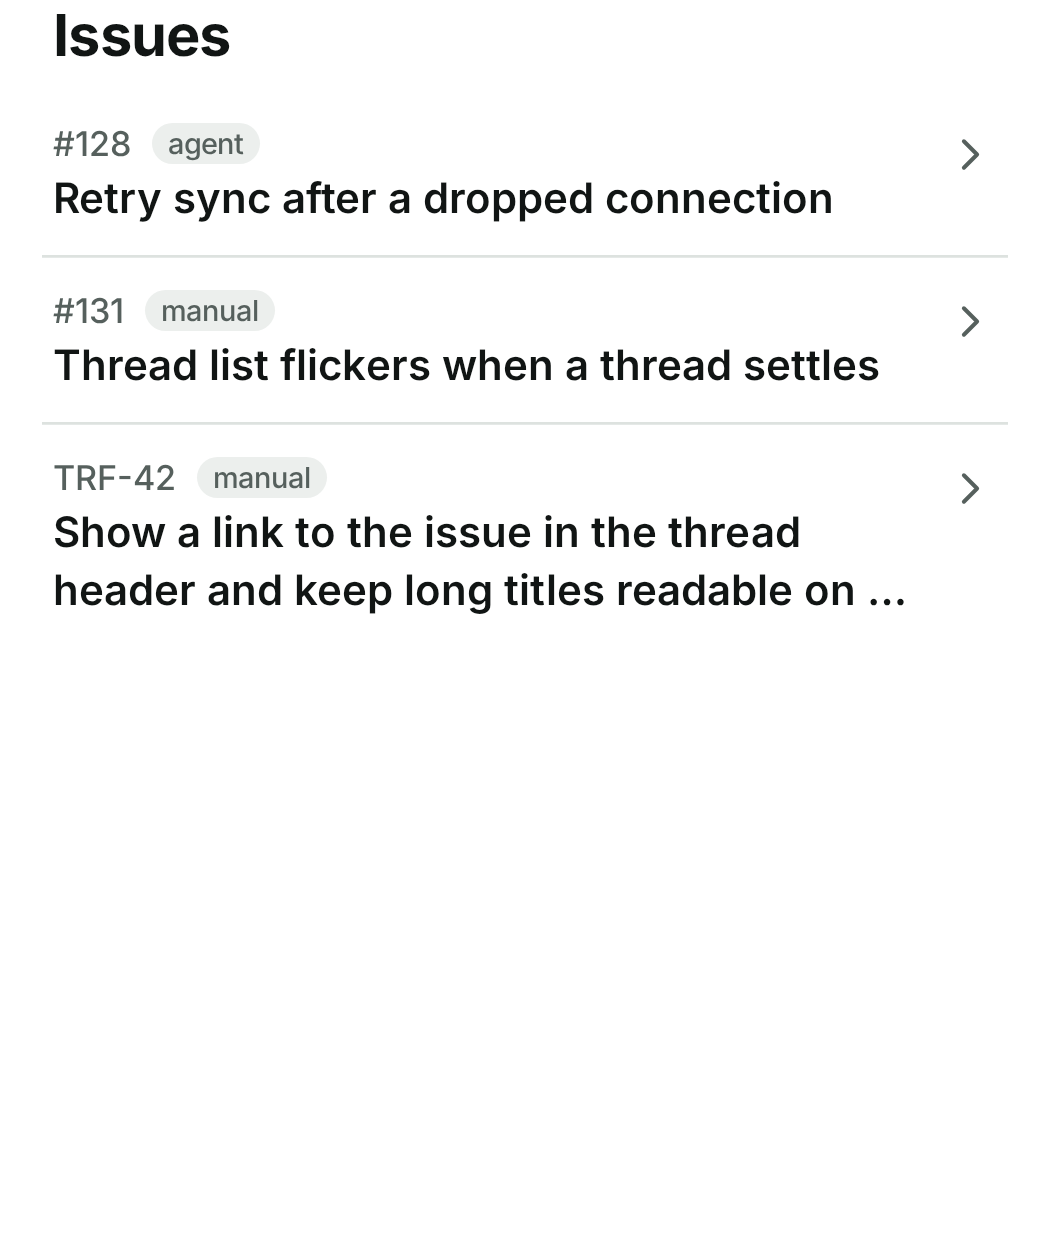 Issues
#128 agent
Retry sync after a dropped connection
#131 manual
Thread list flickers when a thread settles
TRF-42 manual
Show a link to the issue in the thread
header and keep long titles readable on ...